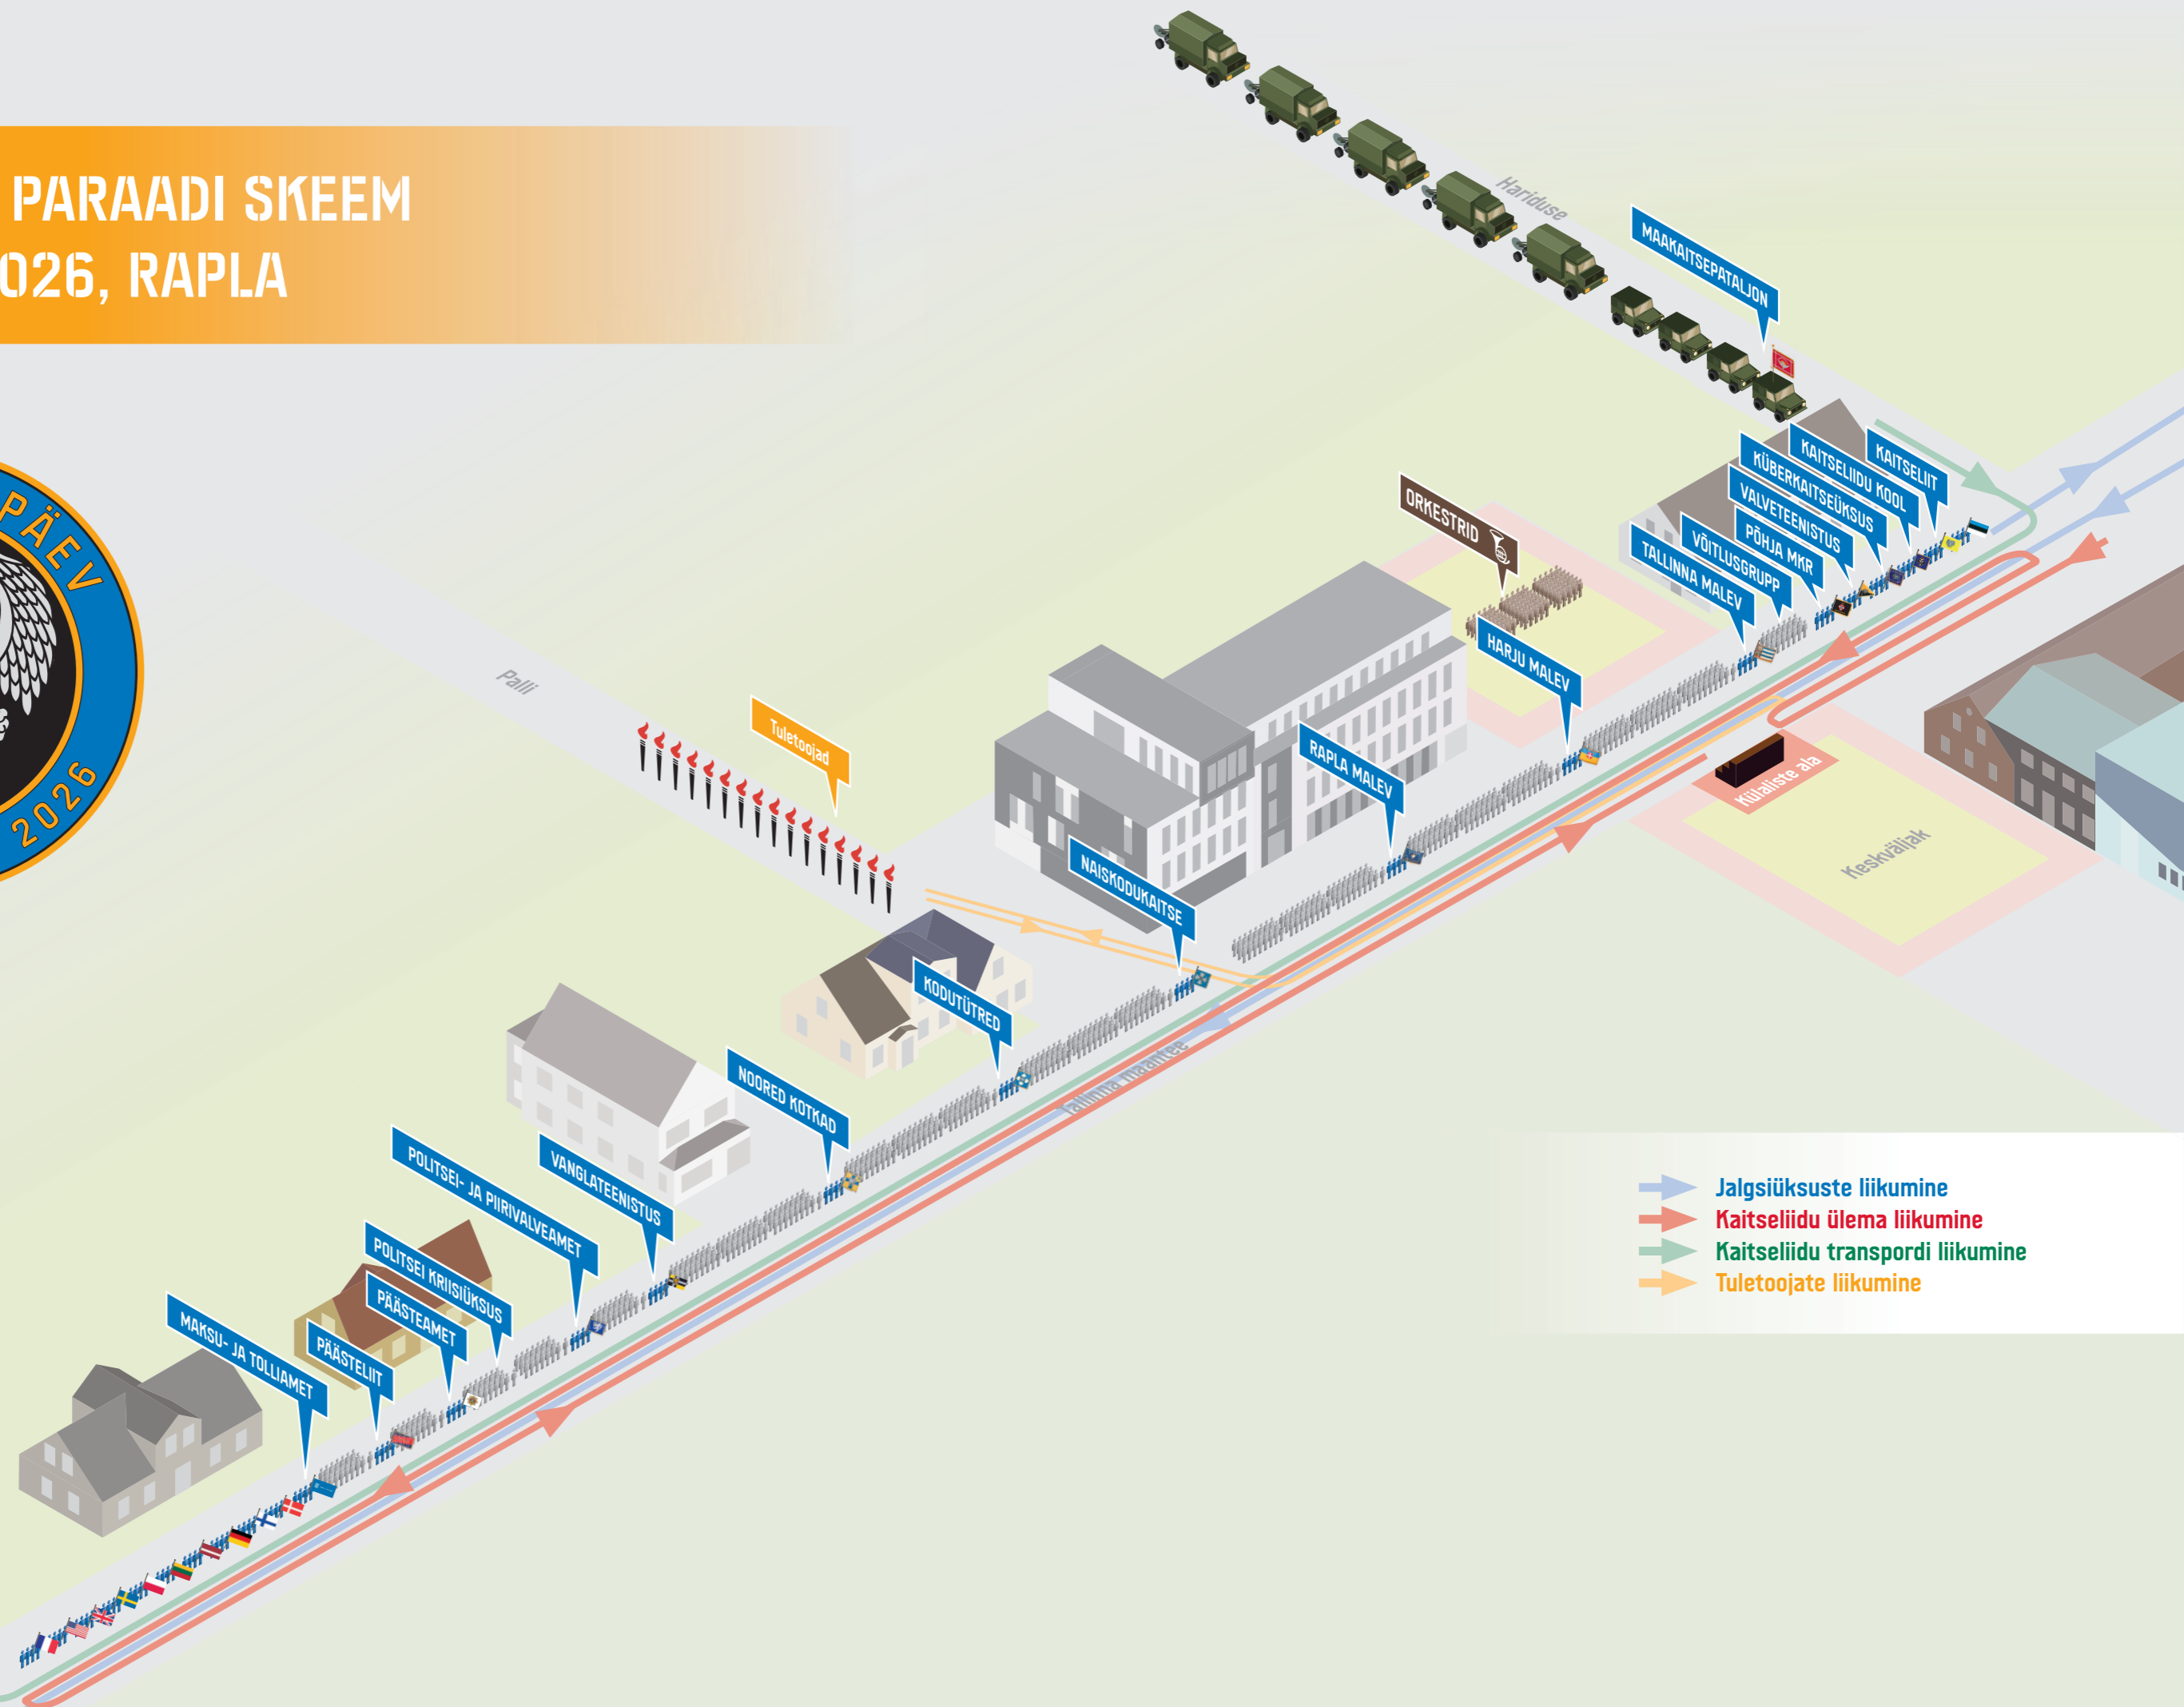 PARAADI SKEEM
026, RAPLA
PÄEV
2026
Hariduse
MAAKAITSEPATALJON
KAITSELIIT
KAITSELIIDU KOOL
KÜBERKAITSEÜKSUS
VALVETEENISTUS
PÕHJA MKR
VÕITLUSGRUPP
TALLINNA MALEV
ORKESTRID
HARJU MALEV
Palli
Tuletoojad
RAPLA MALEV
Külaliste ala
Keskväljak
NAISKODUKAITSE
KODUTÜTRED
Tallinna maantee
NOORED KOTKAD
VANGLATEENISTUS
POLITSEI- JA PIIRIVALVEAMET
POLITSEI KRIISIÜKSUS
PÄÄSTEAMET
PÄÄSTELIIT
MAKSU- JA TOLLIAMET
Jalgsiüksuste liikumine
Kaitseliidu ülema liikumine
Kaitseliidu transpordi liikumine
Tuletoojate liikumine